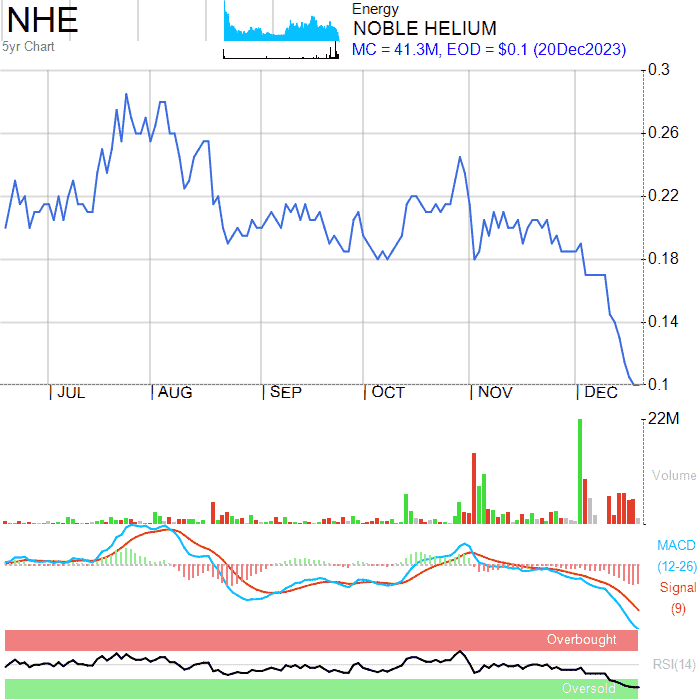 NHE
Energy
NOBLE HELIUM
5yr Chart
MC = 41.3M, EOD = $0.1 (20Dec2023)
0.3
0.26
0.22
0.18
0.14
0.1
JUL AUG SEP OCT NOV DEC
22M
Volume
MACD
(12-26)
Signal
(9)
Overbought
RSI(14)
Oversold